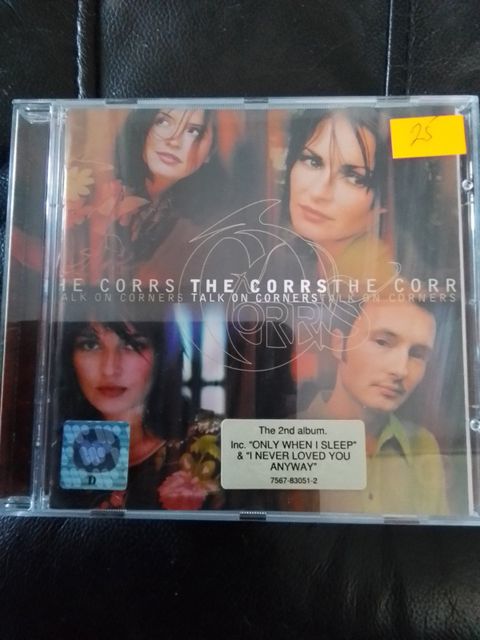 25
HE CORRS THE CORRS THE CORR
TALK ON CORNERS TALK ON CORNERS TALK ON CORNERS
CORRS
The 2nd album.
Inc. "ONLY WHEN I SLEEP"
& "I NEVER LOVED YOU
ANYWAY"
7567-83051-2
D